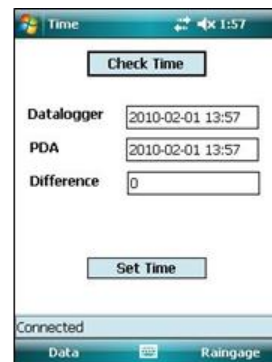 Time 1:57
Check Time
Datalogger 2010-02-01 13:57
PDA 2010-02-01 13:57
Difference 0
Set Time
Connected
Data Raingage